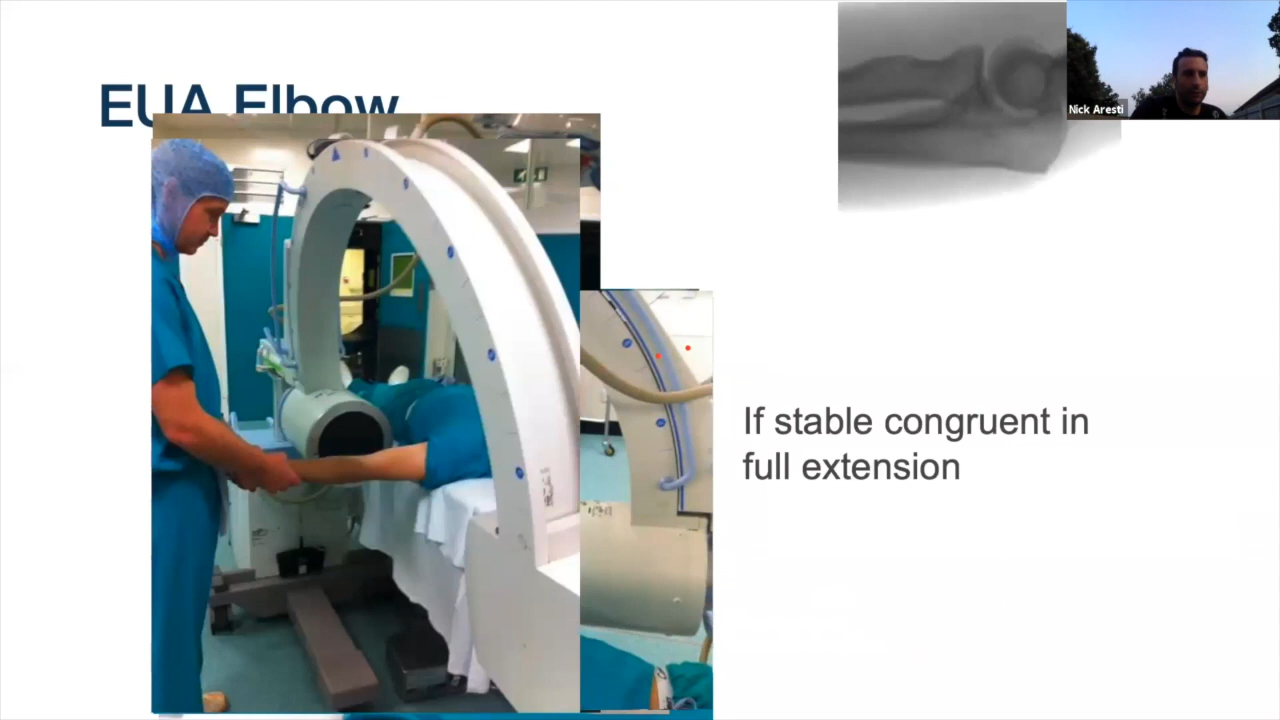 EUA Elbow
Nick Aresti
If stable congruent in
full extension